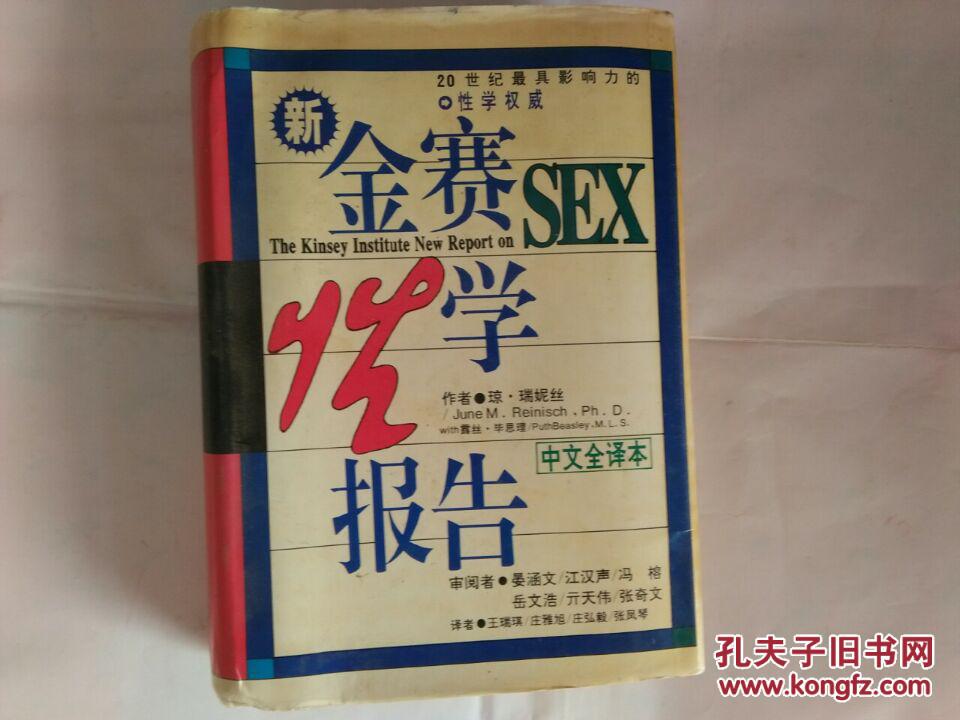 20世纪最具影响力的
性学权威
新
金赛
SEX
The Kinsey Institute New Report on
性学
作者●琼·瑞妮丝
/June M. Reinisch, Ph. D.
with露丝·毕思理/PuthBeasley, M. L. S.
中文全译本
报告
审阅者●晏涵文/江汉声/冯榕
岳文浩/亓天伟/张奇文
译者●王瑞琪/庄雅旭/庄弘毅/张凤琴
孔夫子旧书网
www.kongfz.com